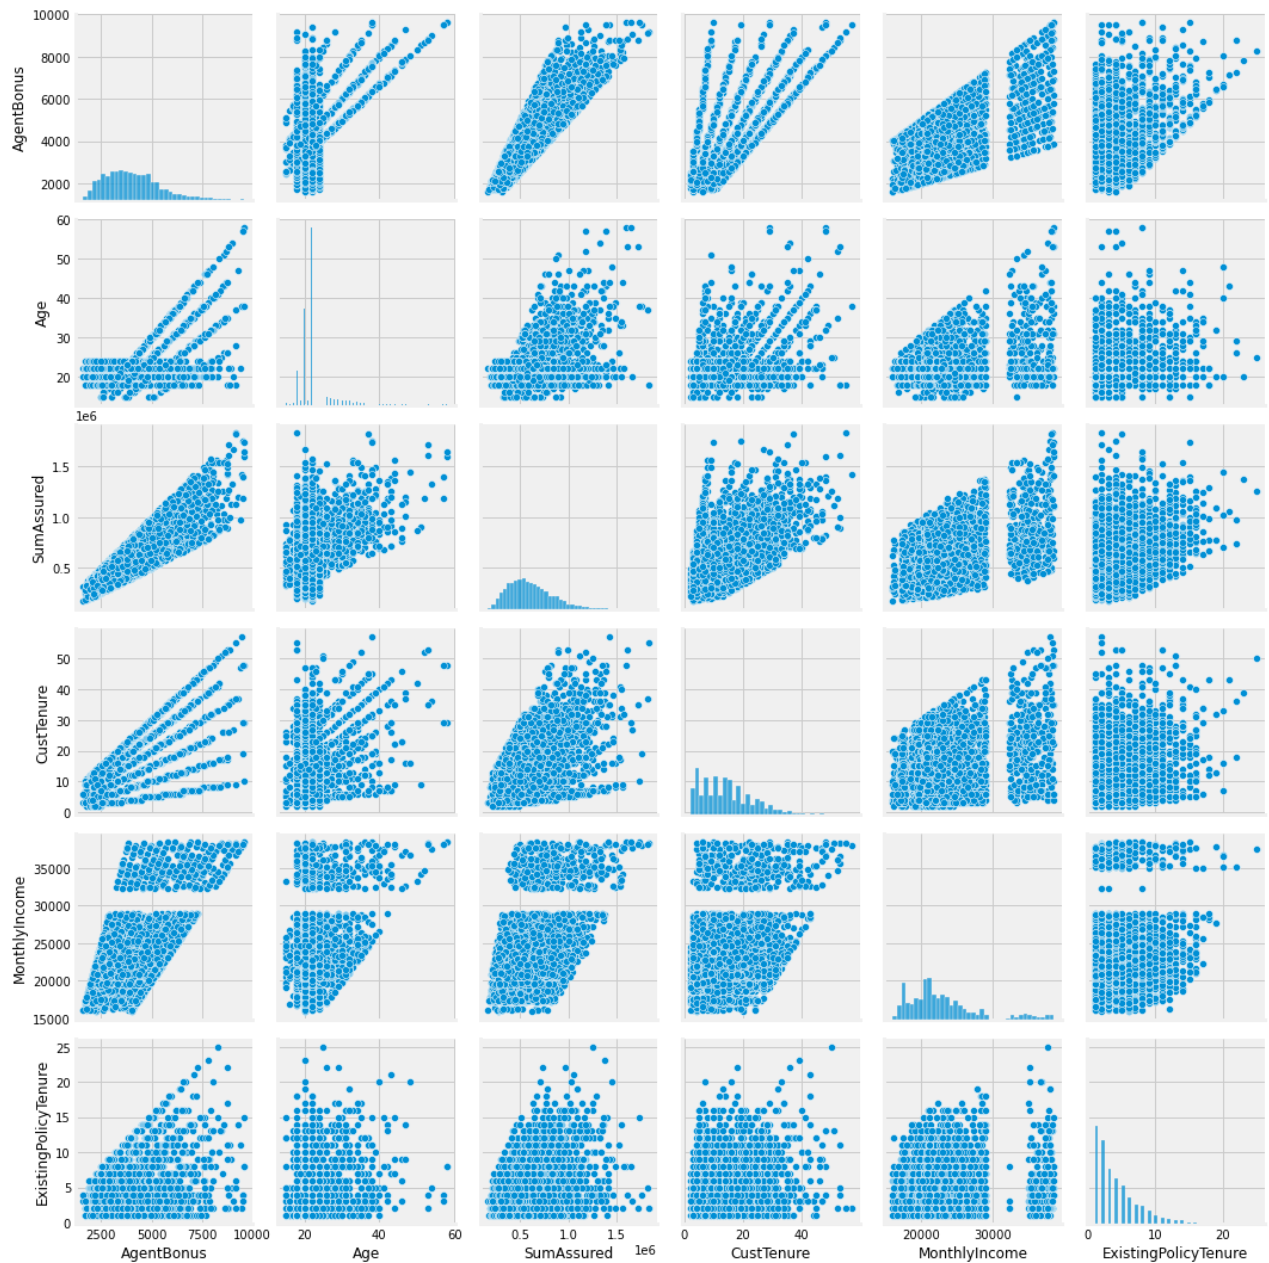 10000
8000
6000
4000
2000
AgentBonus
60
50
40
30
20
Age
1e6
1.5
1.0
0.5
SumAssured
50
40
30
20
10
0
CustTenure
35000
30000
25000
20000
15000
MonthlyIncome
25
20
15
10
5
0
ExistingPolicyTenure
2500 5000 7500 10000
AgentBonus
20 40 60
Age
0.5 1.0 1.5
1e6
SumAssured
0 20 40
CustTenure
20000 30000
MonthlyIncome
0 10 20
ExistingPolicyTenure